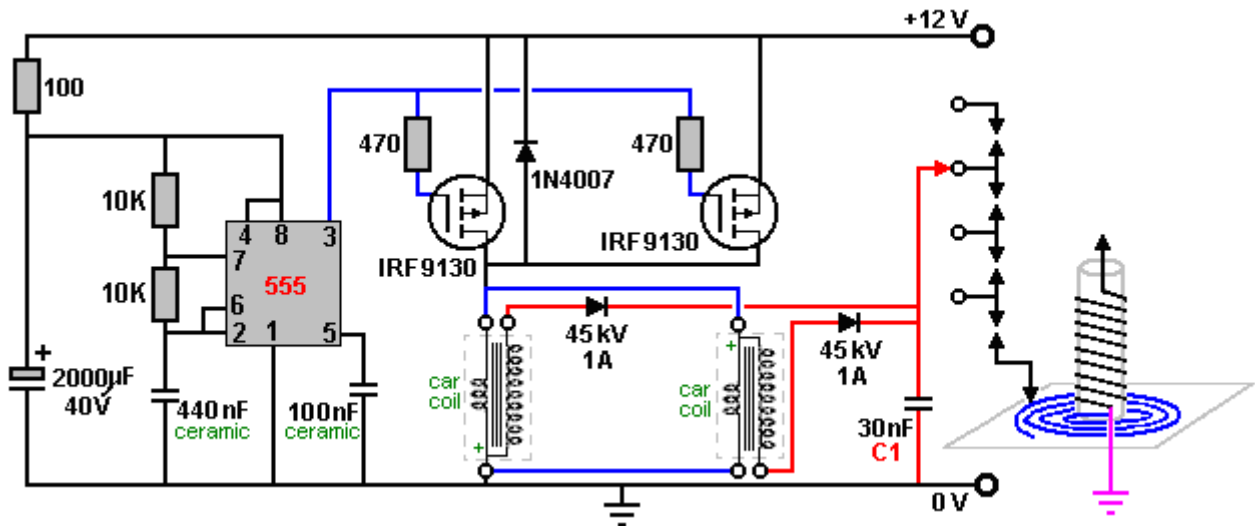 +12 V
100
470
470
1N4007
10K
4 8 3
7
IRF9130
IRF9130
10K
555
6
2 1 5
45 kV
1A
45 kV
1A
+
2000µF
40V
440 nF
ceramic
100nF
ceramic
car
coil
+
+
car
coil
30nF
C1
0 V